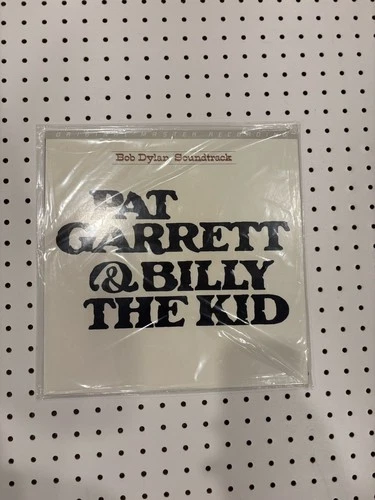 Bob Dylan Soundtrack
PAT
GARRETT
& BILLY
THE KID